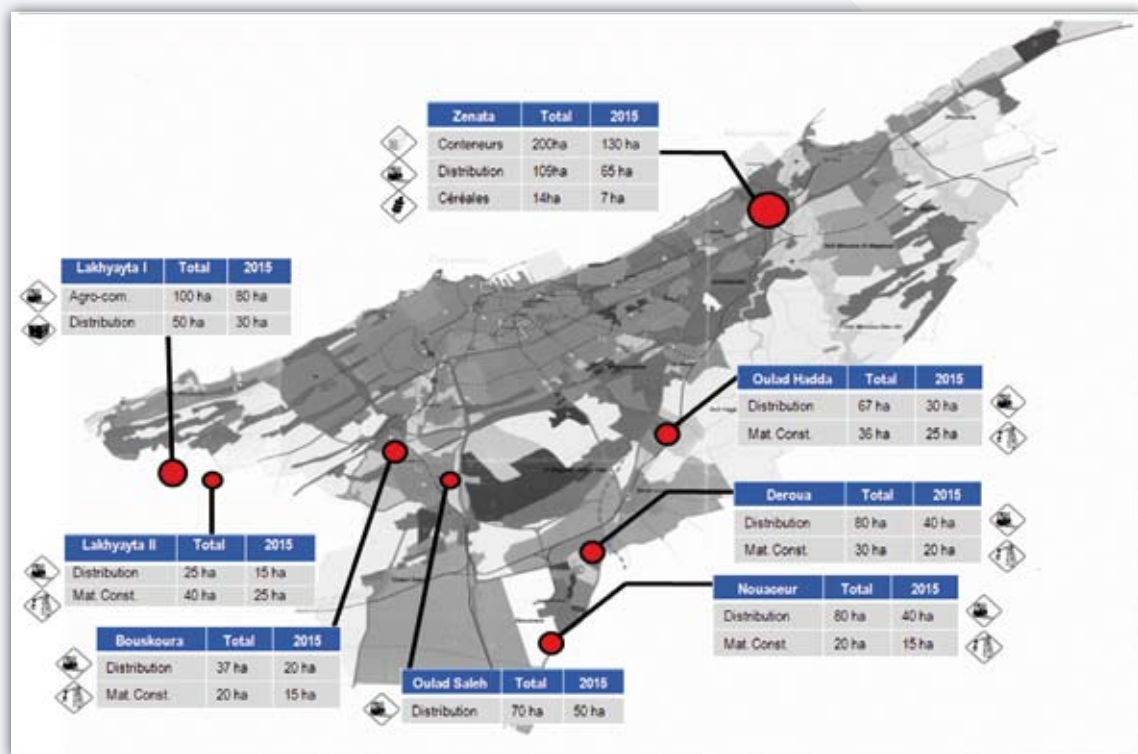 Zenata Total 2015
Conteneurs 200ha 130 ha
Distribution 109ha 65 ha
Céréales 14ha 7 ha
Lakhyayta I Total 2015
Agro-com. 100 ha 80 ha
Distribution 50 ha 30 ha
Oulad Hadda Total 2015
Distribution 67 ha 30 ha
Mat. Const. 36 ha 25 ha
Deroua Total 2015
Distribution 80 ha 40 ha
Mat. Const. 30 ha 20 ha
Lakhyayta II Total 2015
Distribution 25 ha 15 ha
Mat. Const. 40 ha 25 ha
Nouaceur Total 2015
Distribution 80 ha 40 ha
Mat. Const. 20 ha 15 ha
Bouskoura Total 2015
Distribution 37 ha 20 ha
Mat. Const. 20 ha 15 ha
Oulad Saleh Total 2015
Distribution 70 ha 50 ha